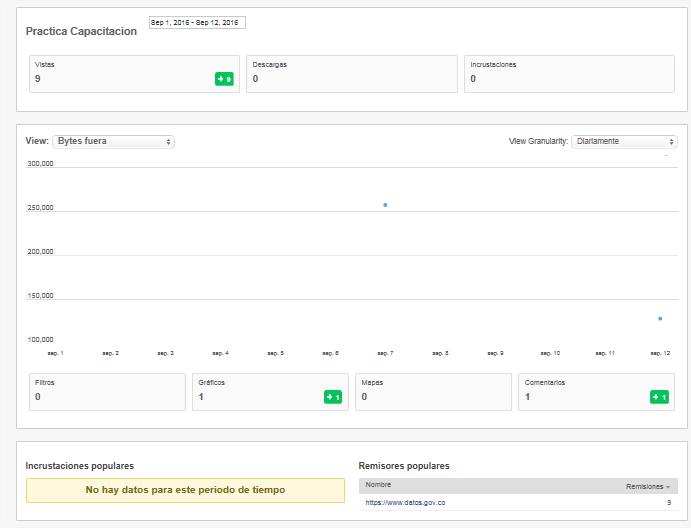 Practica Capacitacion
Sep 1, 2016 - Sep 12, 2016
Vistas
9
+ 9
Descargas
0
Incrustaciones
0
View: Bytes fuera
View Granularity: Diariamente
300,000
250,000
200,000
150,000
100,000
sep. 1 sep. 2 sep. 3 sep. 4 sep. 5 sep. 6 sep. 7 sep. 8 sep. 9 sep. 10 sep. 11 sep. 12
Filtros
0
Gráficos
1
+ 1
Mapas
0
Comentarios
1
+ 1
Incrustaciones populares
No hay datos para este periodo de tiempo
Remisores populares
Nombre Remisiones
https://www.datos.gov.co 9